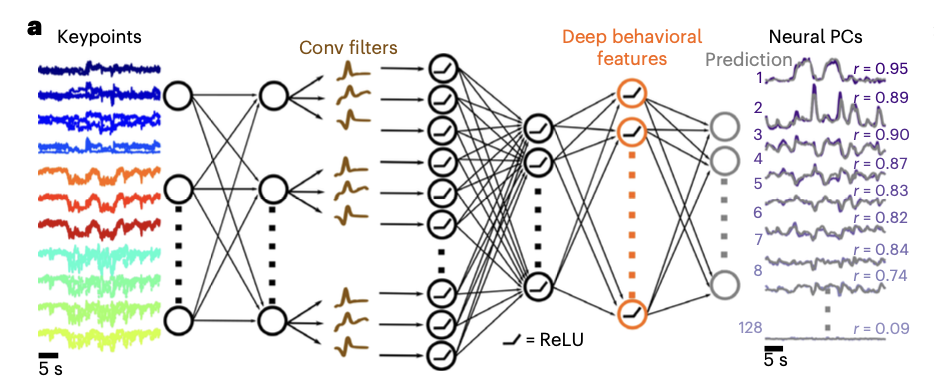 a
Keypoints
Conv filters
Deep behavioral
features
Prediction
Neural PCs
1 r = 0.95
2 r = 0.89
3 r = 0.90
4 r = 0.87
5 r = 0.83
6 r = 0.82
7 r = 0.84
8 r = 0.74
128 r = 0.09
= ReLU
5 s
5 s